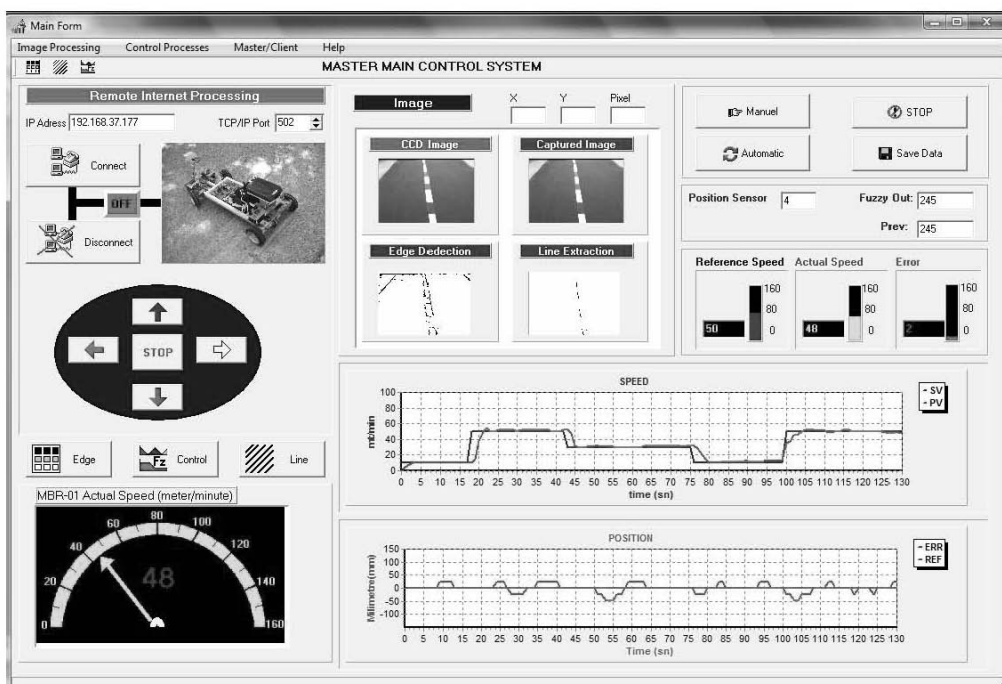 Main Form
Image Processing Control Processes Master/Client Help
MASTER MAIN CONTROL SYSTEM
Remote Internet Processing
IP Adress 192.168.37.177 TCP/IP Port 502
Connect
OFF
Disconnect
STOP
Edge Fz Control Line
MBR-01 Actual Speed (meter/minute)
0 20 40 60 80 100 120 140 160
48
Image X Y Pixel
CCD Image Captured Image
Edge Dedection Line Extraction
Manuel STOP
Automatic Save Data
Position Sensor 4 Fuzzy Out: 245
Prev: 245
Reference Speed Actual Speed Error
160 160 160
80 80 80
50 0 48 0 2 0
SPEED
- SV
- PV
mt/min
100
80
60
40
20
0
0 5 10 15 20 25 30 35 40 45 50 55 60 65 70 75 80 85 90 95 100 105 110 115 120 125 130
time (sn)
POSITION
- ERR
- REF
Milimetre(mm)
150
100
50
0
-50
-100
0 5 10 15 20 25 30 35 40 45 50 55 60 65 70 75 80 85 90 95 100 105 110 115 120 125 130
Time (sn)